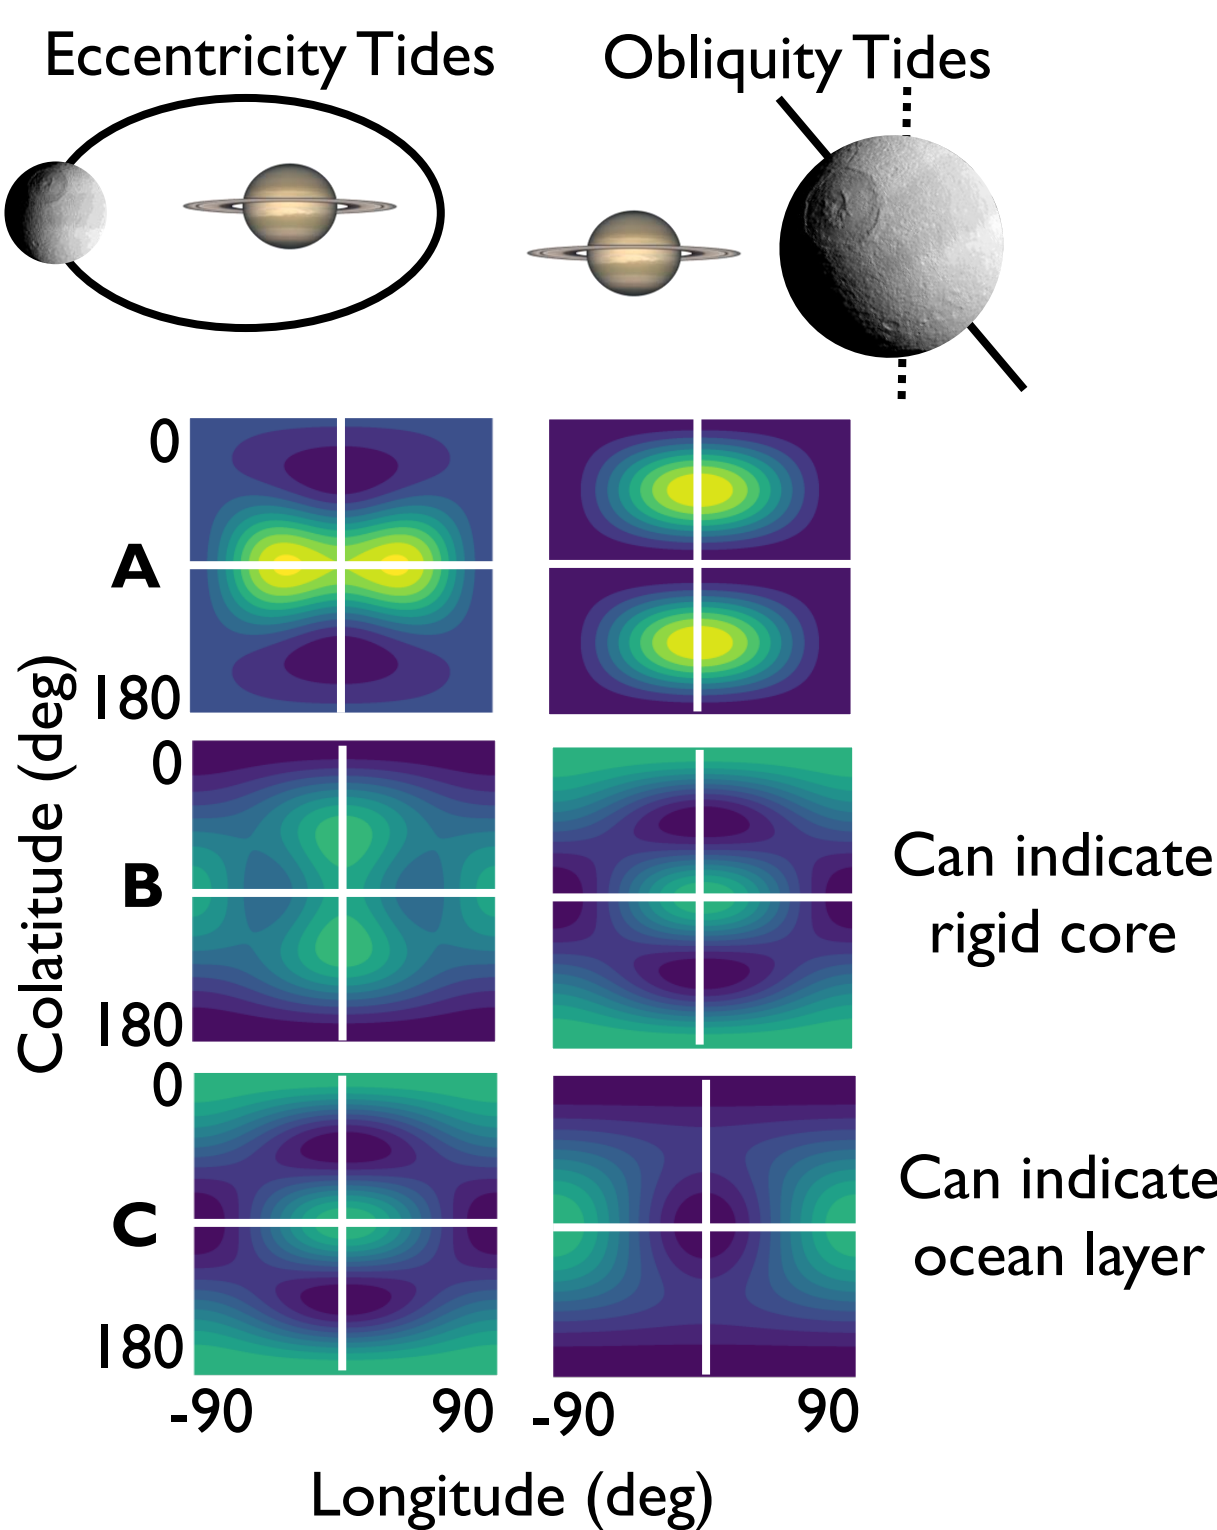 Eccentricity Tides
Obliquity Tides
0
A
180
0
B
180
Can indicate
rigid core
0
C
180
Can indicate
ocean layer
Colatitude (deg)
-90
90
-90
90
Longitude (deg)